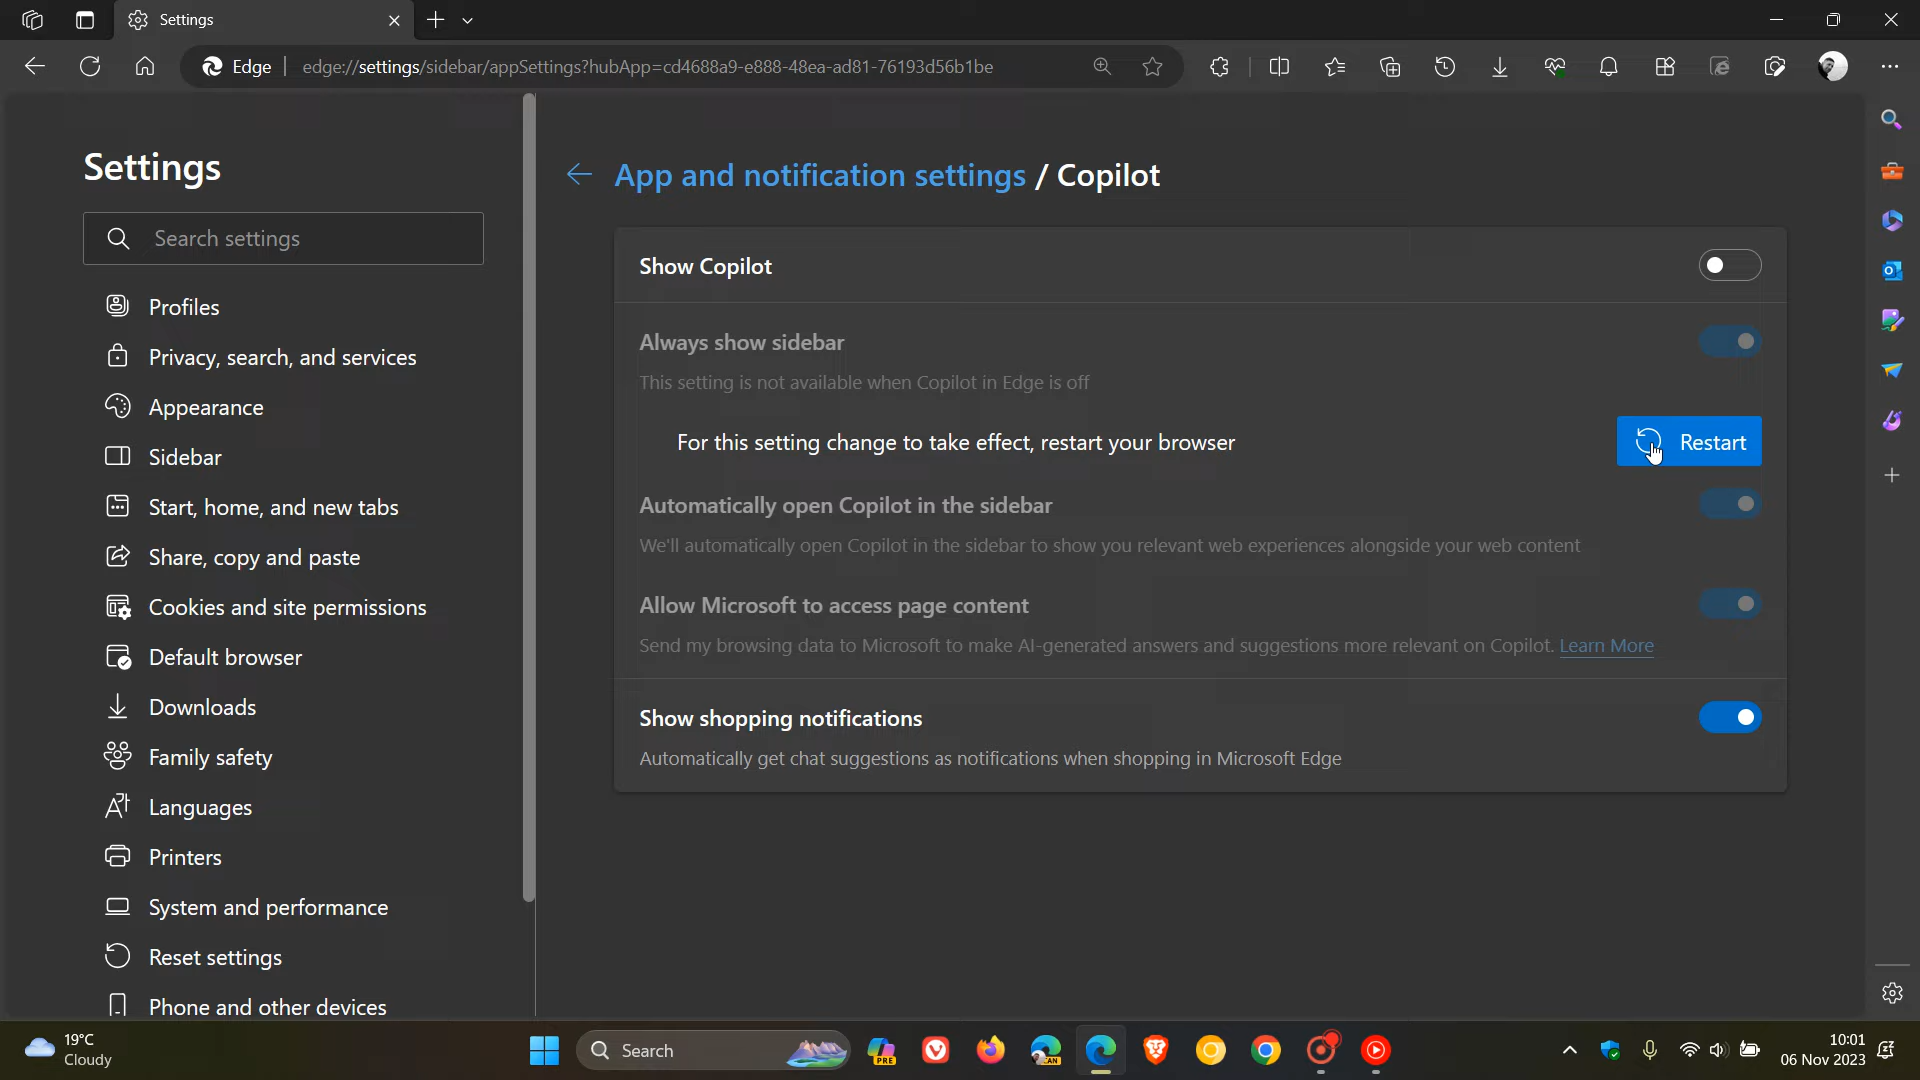 Settings
Edge
edge://settings/sidebar/appSettings?hubApp=cd4688a9-e888-48ea-ad81-76193d56b1be
Settings
Search settings
Profiles
Privacy, search, and services
Appearance
Sidebar
Start, home, and new tabs
Share, copy and paste
Cookies and site permissions
Default browser
Downloads
Family safety
Languages
Printers
System and performance
Reset settings
Phone and other devices
App and notification settings / Copilot
Show Copilot
Always show sidebar
This setting is not available when Copilot in Edge is off
For this setting change to take effect, restart your browser
Restart
Automatically open Copilot in the sidebar
We'll automatically open Copilot in the sidebar to show you relevant web experiences alongside your web content
Allow Microsoft to access page content
Send my browsing data to Microsoft to make AI-generated answers and suggestions more relevant on Copilot. Learn More
Show shopping notifications
Automatically get chat suggestions as notifications when shopping in Microsoft Edge
19°C
Cloudy
Search
PRE
CAN
10:01
06 Nov 2023